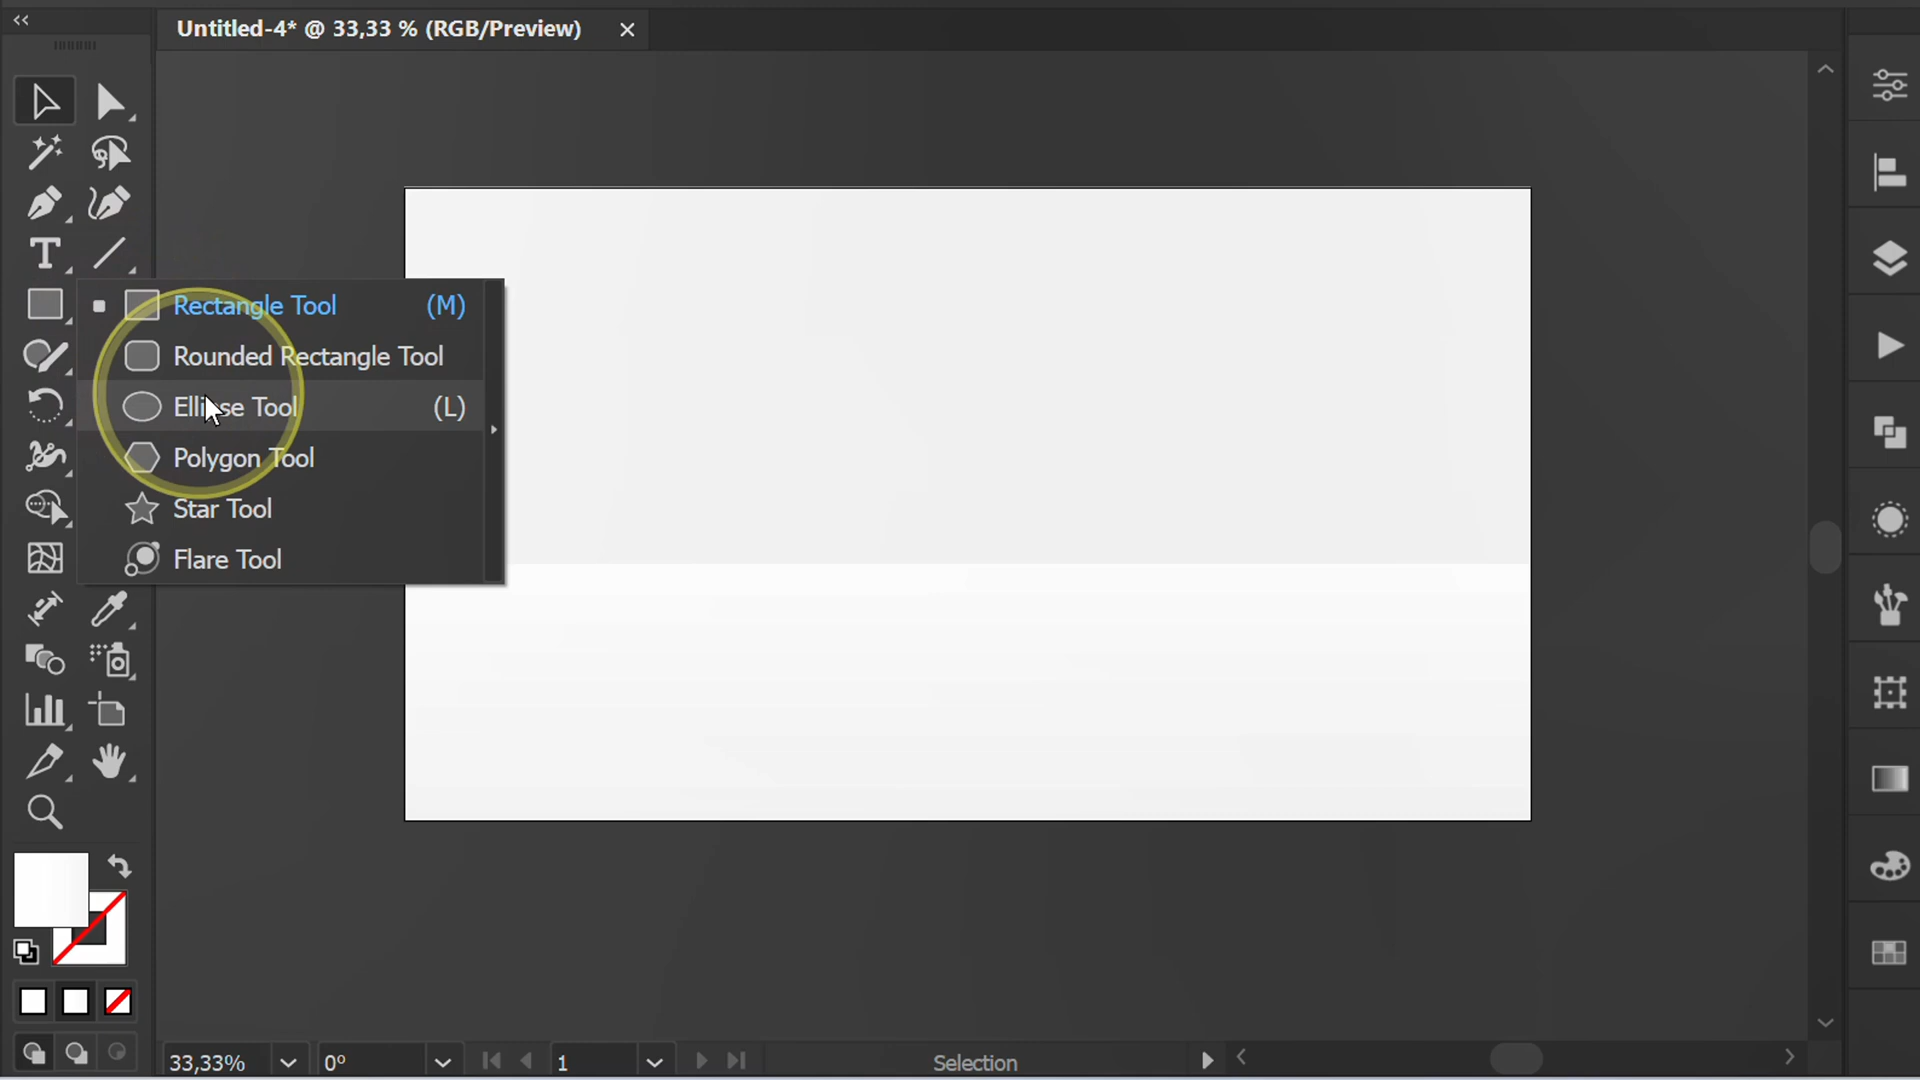 Untitled-4* @ 33,33 % (RGB/Preview)
Rectangle Tool (M)
Rounded Rectangle Tool
Ellipse Tool (L)
Polygon Tool
Star Tool
Flare Tool
33,33% 0° 1 Selection